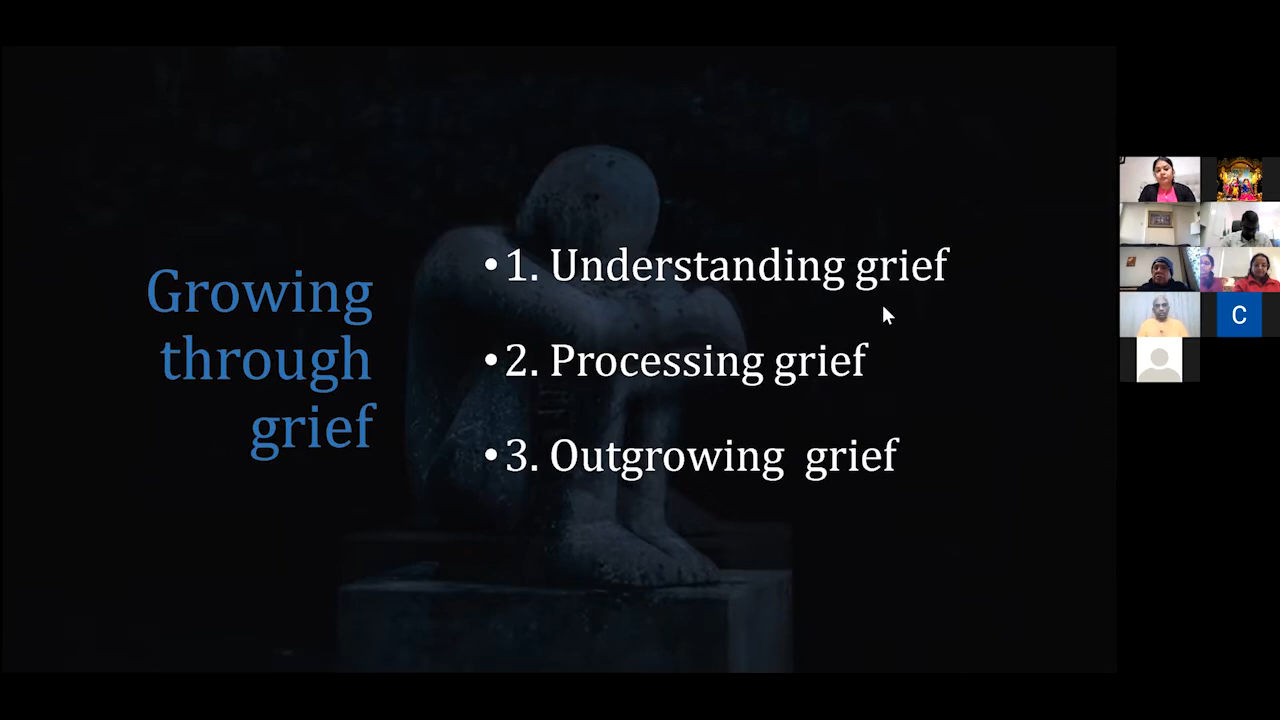 Growing
through
grief
• 1. Understanding grief
• 2. Processing grief
• 3. Outgrowing  grief
C